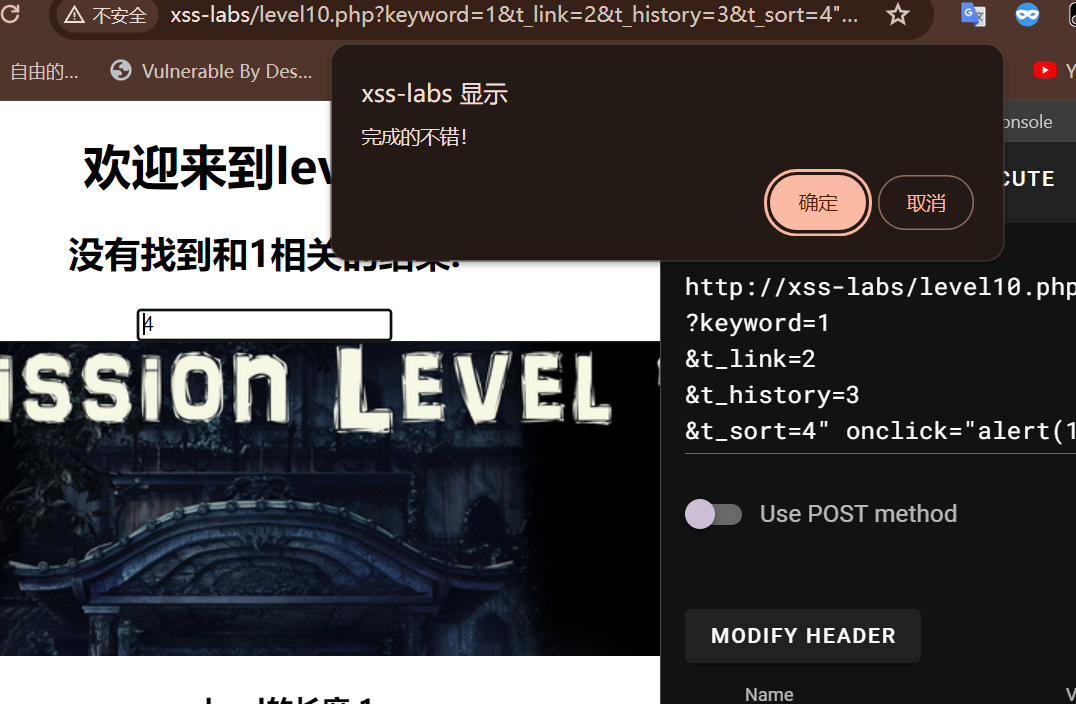 不安全
xss-labs/level10.php?keyword=1&t_link=2&t_history=3&t_sort=4"...
自由的...
Vulnerable By Des...
xss-labs 显示
完成的不错!
确定
取消
onsole
CUTE
欢迎来到lev
没有找到和1相关的结果.
4
ission Level
http://xss-labs/level10.php
?keyword=1
&t_link=2
&t_history=3
&t_sort=4" onclick="alert(1
Use POST method
MODIFY HEADER
Name